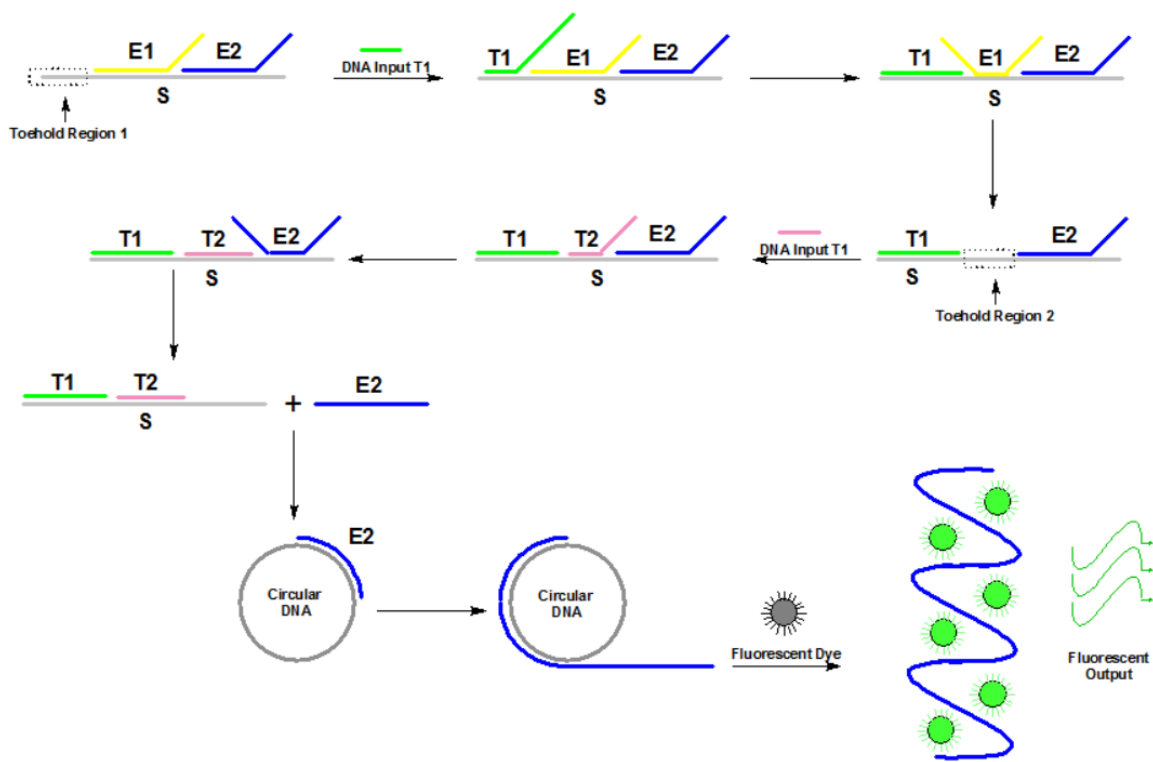 E1 E2
S
Toehold Region 1
DNA Input T1
T1 E1 E2
S
T1 E1 E2
S
T1 E2
S
Toehold Region 2
DNA Input T1
T1 T2 E2
S
T1 T2 E2
S
T1 T2
S
+
E2
E2
Circular
DNA
Circular
DNA
Fluorescent Dye
Fluorescent
Output